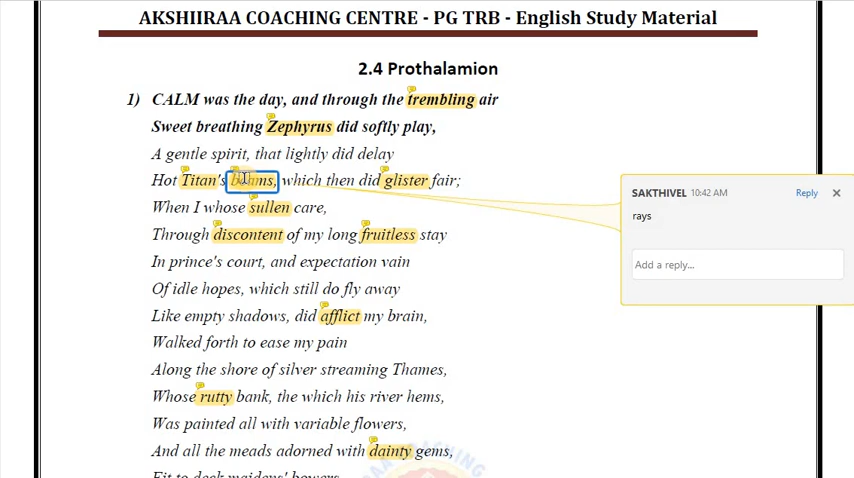 AKSHIIRAA COACHING CENTRE - PG TRB - English Study Material
2.4 Prothalamion
1) CALM was the day, and through the trembling air
Sweet breathing Zephyrus did softly play,
A gentle spirit, that lightly did delay
Hot Titan's beams, which then did glister fair;
When I whose sullen care,
Through discontent of my long fruitless stay
In prince's court, and expectation vain
Of idle hopes, which still do fly away
Like empty shadows, did afflict my brain,
Walked forth to ease my pain
Along the shore of silver streaming Thames,
Whose rutty bank, the which his river hems,
Was painted all with variable flowers,
And all the meads adorned with dainty gems,
Fit to deck maidens' bowers
SAKTHIVEL 10:42 AM Reply
rays
Add a reply...